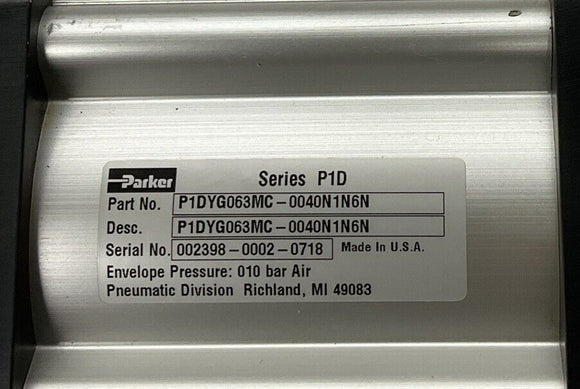 Parker Series P1D
Part No. P1DYG063MC-0040N1N6N
Desc. P1DYG063MC-0040N1N6N
Serial No. 002398-0002-0718 Made In U.S.A.
Envelope Pressure: 010 bar Air
Pneumatic Division Richland, MI 49083